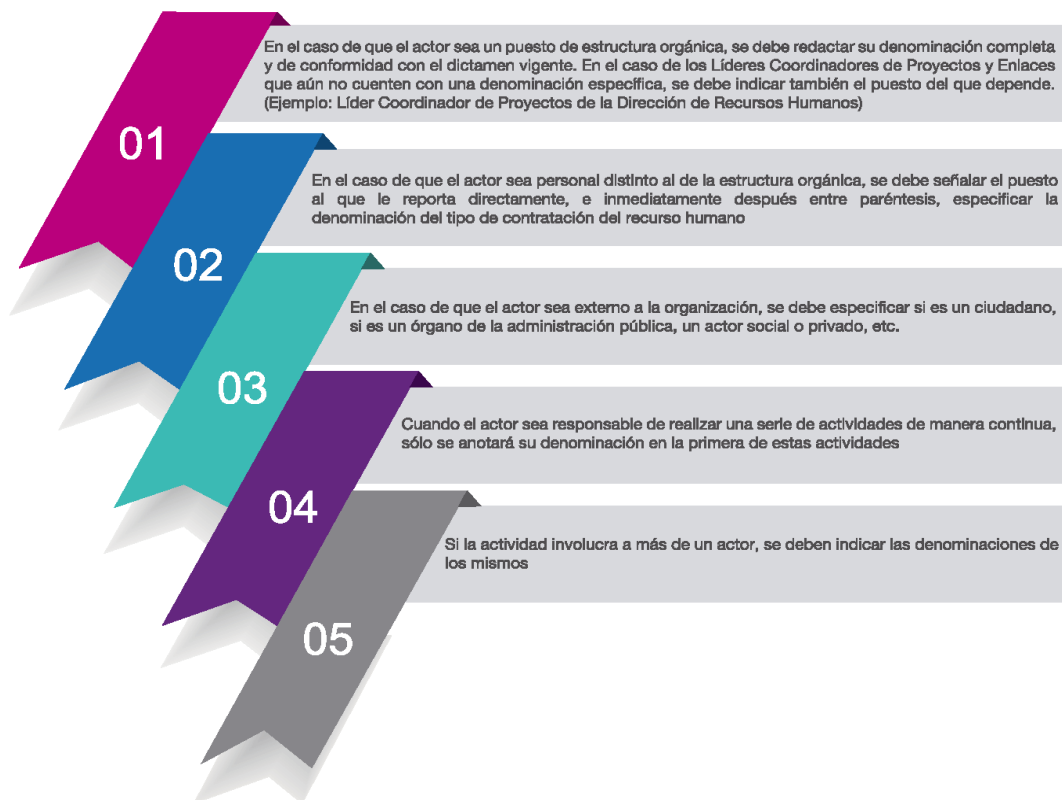 01
En el caso de que el actor sea un puesto de estructura orgánica, se debe redactar su denominación completa
y de conformidad con el dictamen vigente. En el caso de los Líderes Coordinadores de Proyectos y Enlaces
que aún no cuenten con una denominación específica, se debe indicar también el puesto del que depende.
(Ejemplo: Líder Coordinador de Proyectos de la Dirección de Recursos Humanos)
02
En el caso de que el actor sea personal distinto al de la estructura orgánica, se debe señalar el puesto
al que le reporta directamente, e inmediatamente después entre paréntesis, especificar la
denominación del tipo de contratación del recurso humano
03
En el caso de que el actor sea externo a la organización, se debe especificar si es un ciudadano,
si es un órgano de la administración pública, un actor social o privado, etc.
04
Cuando el actor sea responsable de realizar una serie de actividades de manera continua,
sólo se anotará su denominación en la primera de estas actividades
05
Si la actividad involucra a más de un actor, se deben indicar las denominaciones de
los mismos